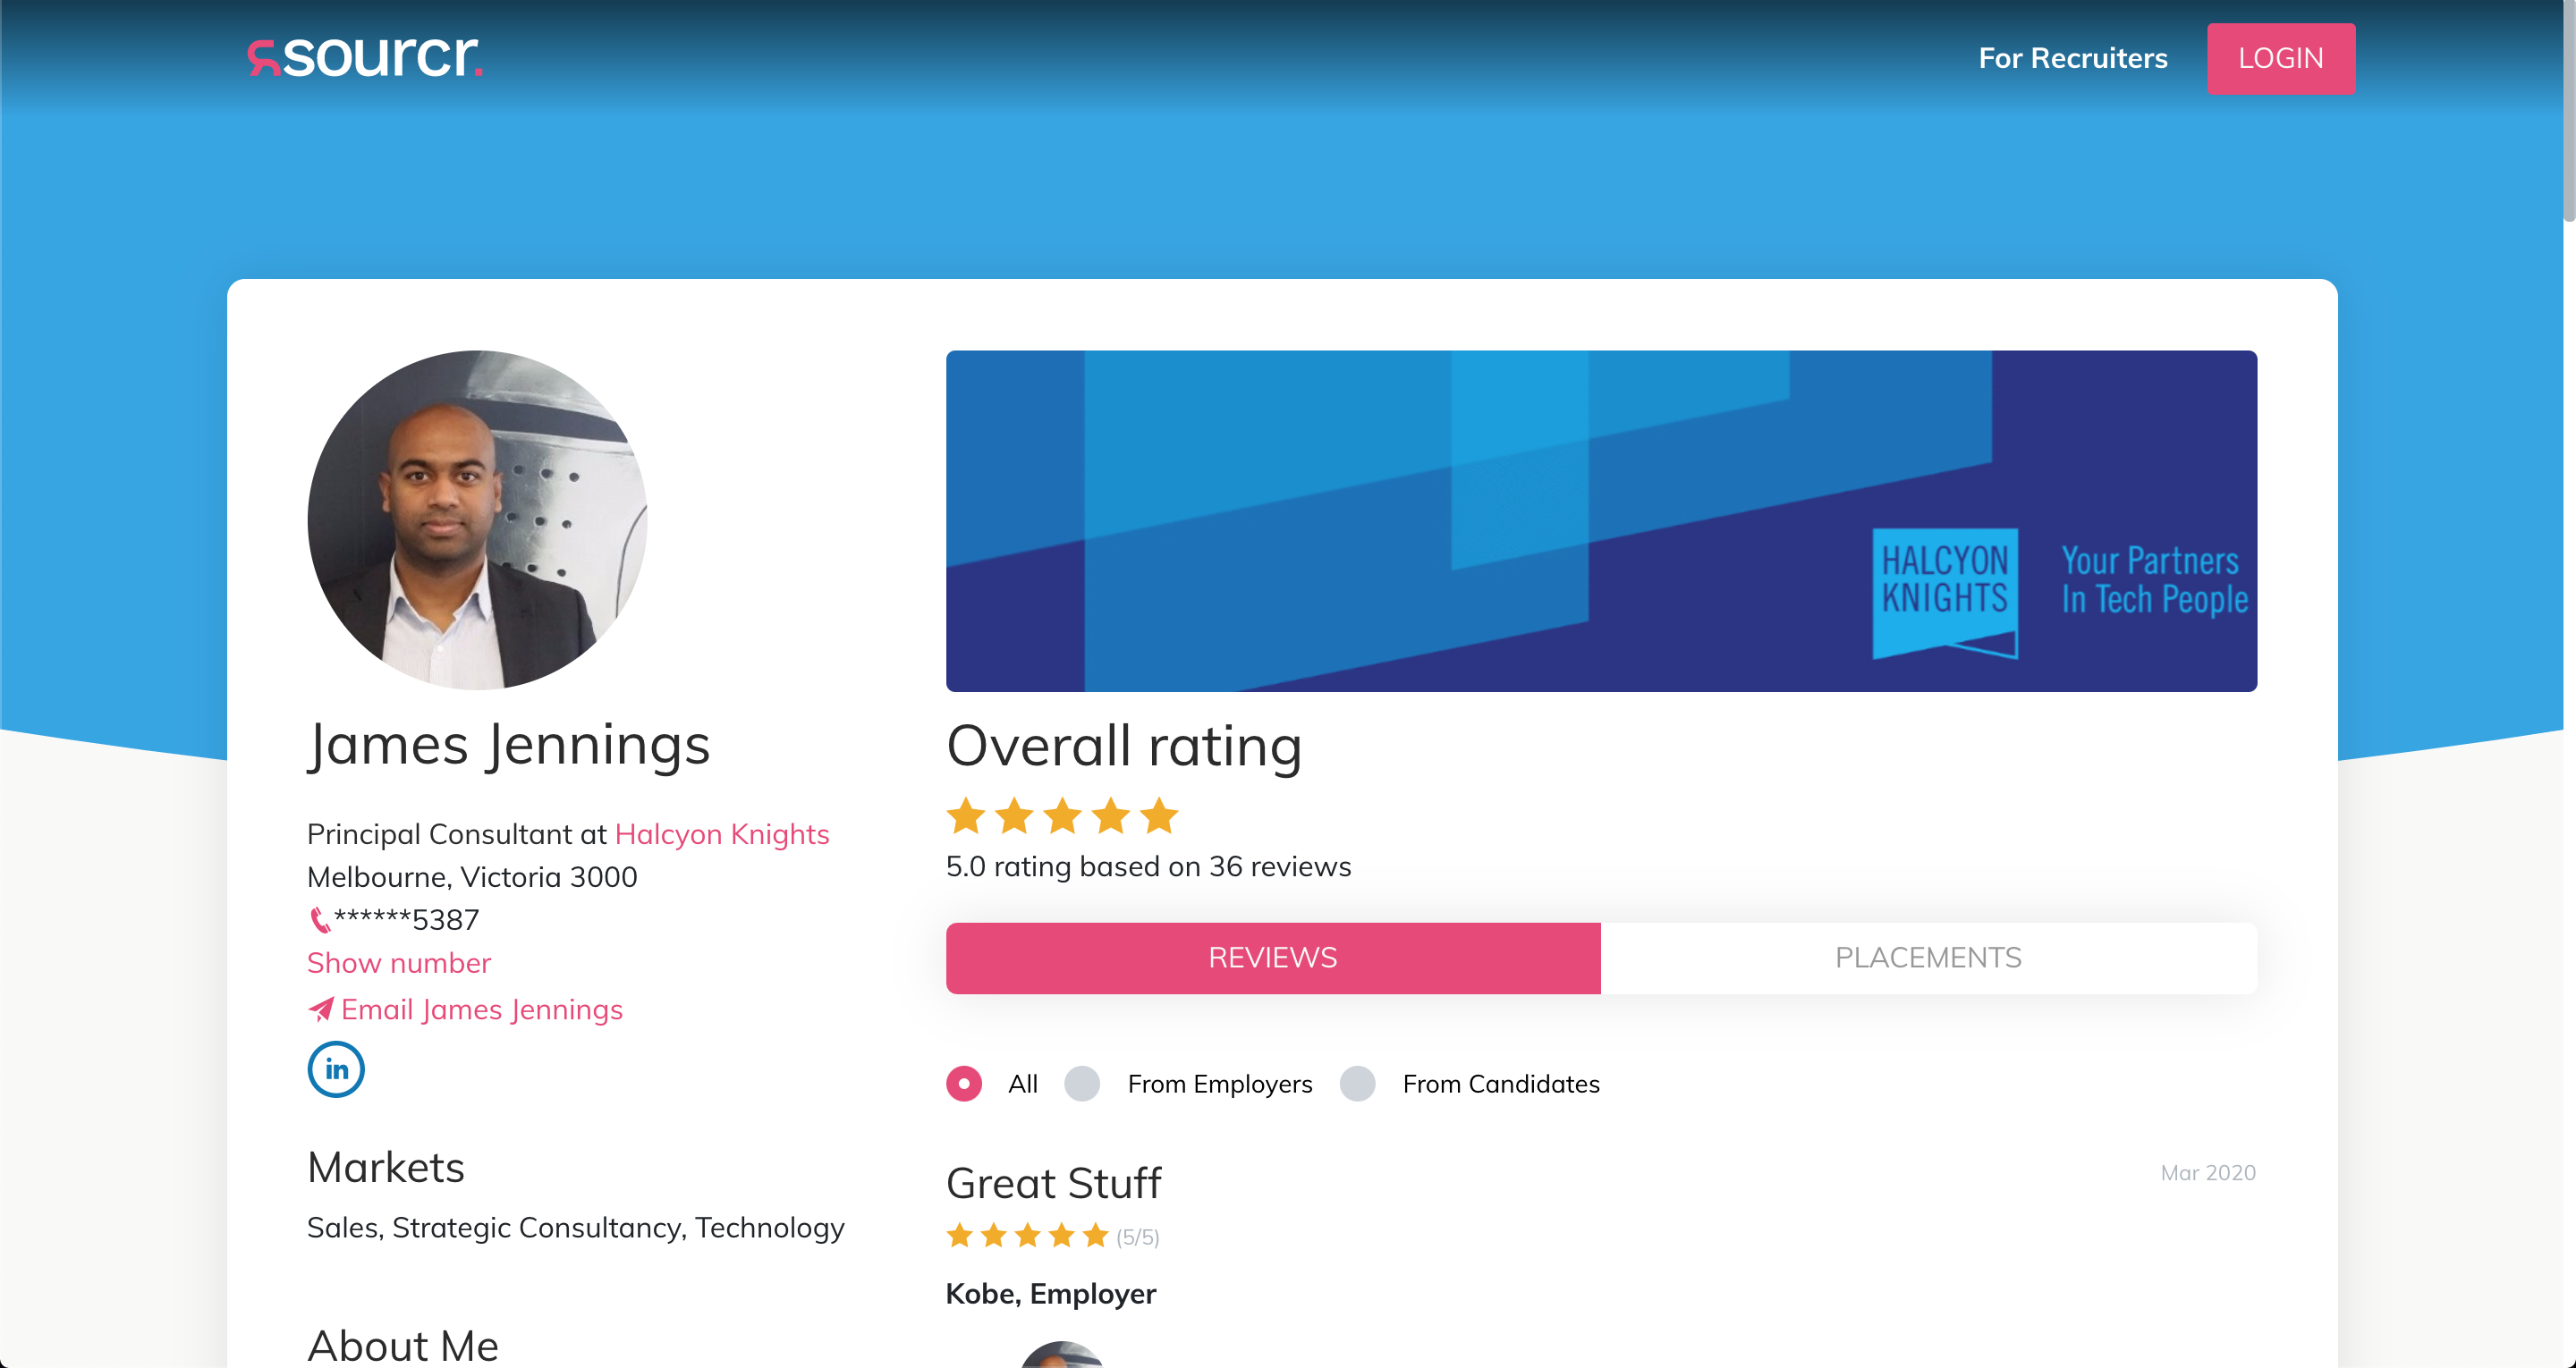 sourcr.
For Recruiters
LOGIN
HALCYON
KNIGHTS
Your Partners
In Tech People
James Jennings
Principal Consultant at Halcyon Knights
Melbourne, Victoria 3000
******5387
Show number
Email James Jennings
in
Markets
Sales, Strategic Consultancy, Technology
About Me
Overall rating
5.0 rating based on 36 reviews
REVIEWS
PLACEMENTS
All
From Employers
From Candidates
Great Stuff
Mar 2020
(5/5)
Kobe, Employer